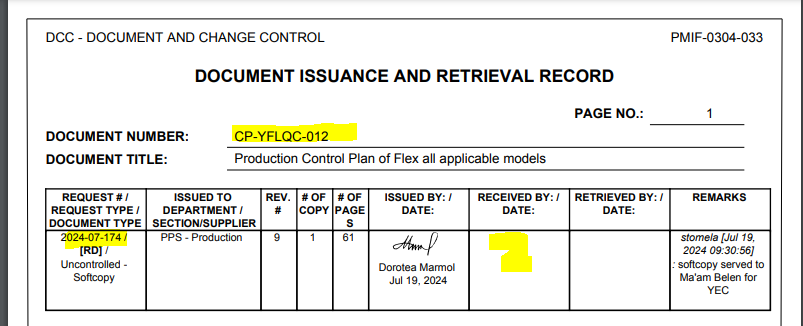 DCC - DOCUMENT AND CHANGE CONTROL PMIF-0304-033
DOCUMENT ISSUANCE AND RETRIEVAL RECORD
PAGE NO.: 1
DOCUMENT NUMBER: CP-YFLQC-012
DOCUMENT TITLE: Production Control Plan of Flex all applicable models
REQUEST # /
REQUEST TYPE /
DOCUMENT TYPE
ISSUED TO
DEPARTMENT /
SECTION/SUPPLIER
REV.
#
# OF
COPY
# OF
PAGE
S
ISSUED BY: /
DATE:
RECEIVED BY: /
DATE:
RETRIEVED BY: /
DATE:
REMARKS
2024-07-174 /
[RD] /
Uncontrolled -
Softcopy
PPS - Production
9
1
61
Dorotea Marmol
Jul 19, 2024
stomela [Jul 19,
2024 09:30:56]
: softcopy served to
Ma'am Belen for
YEC